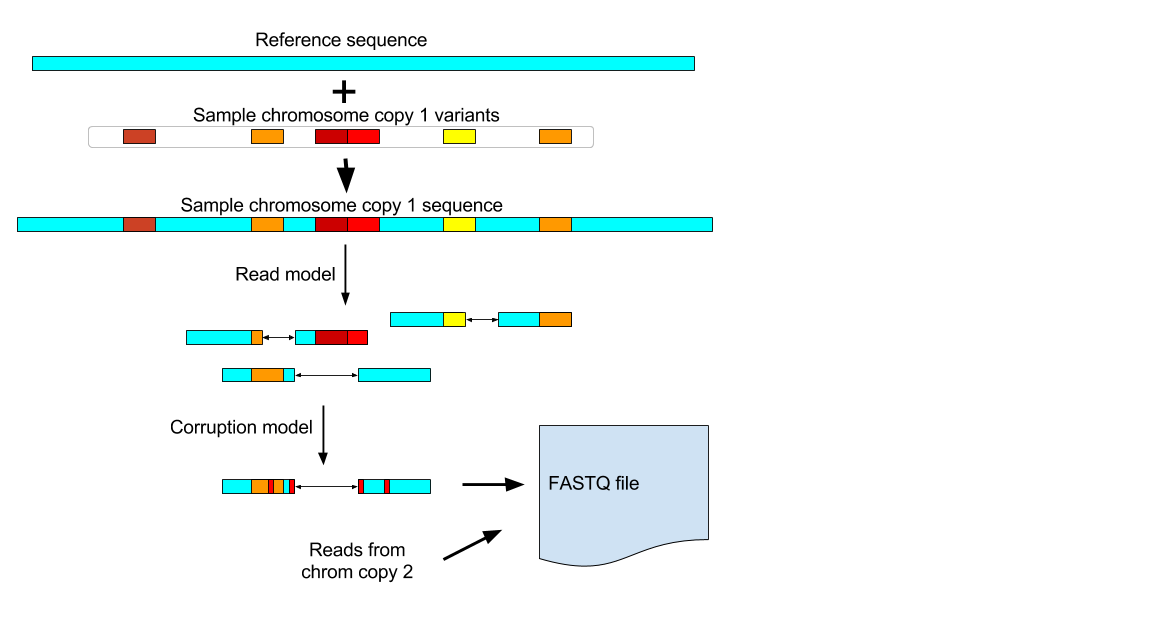 Reference sequence
+
Sample chromosome copy 1 variants
Sample chromosome copy 1 sequence
Read model
Corruption model
FASTQ file
Reads from
chrom copy 2